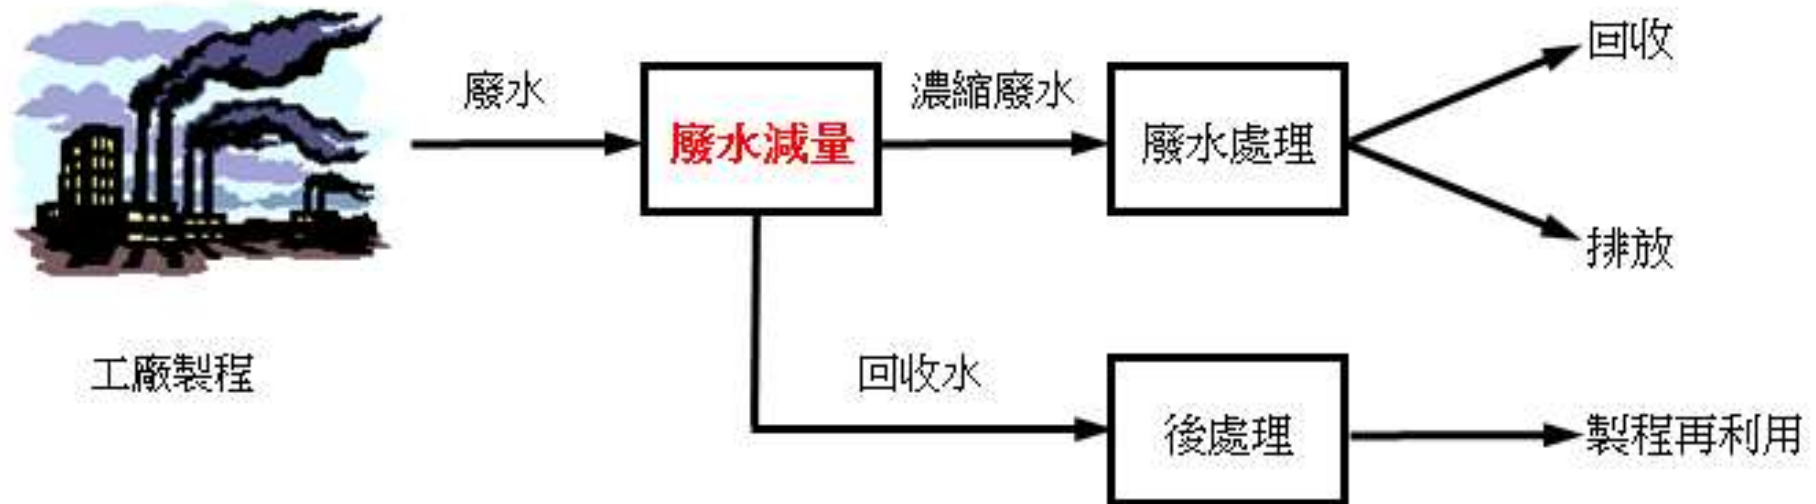 回收
廢水
濃縮廢水
廢水減量
廢水處理
排放
工廠製程
回收水
後處理
製程再利用